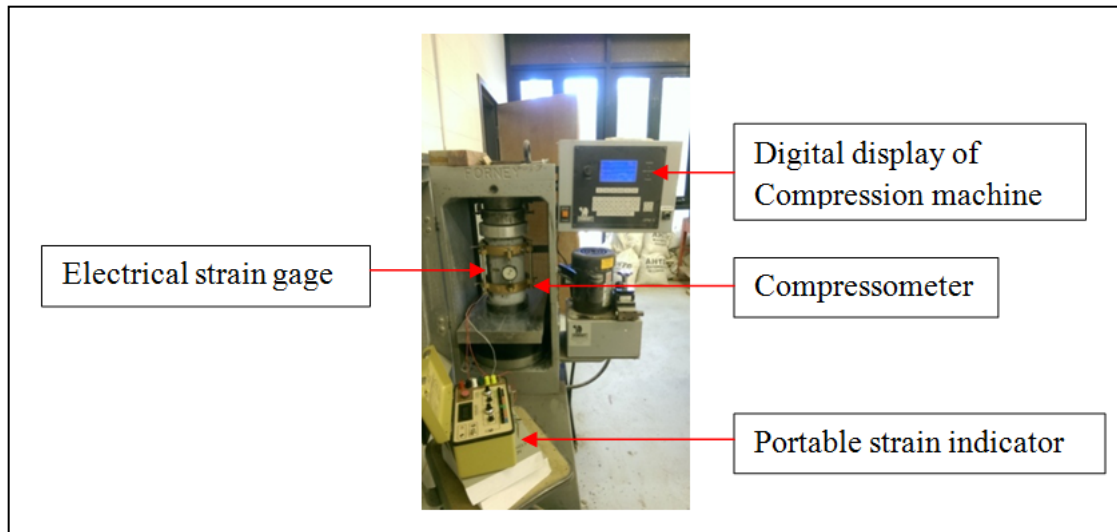 Digital display of
Compression machine
FORNEY
Electrical strain gage
Compressometer
Portable strain indicator